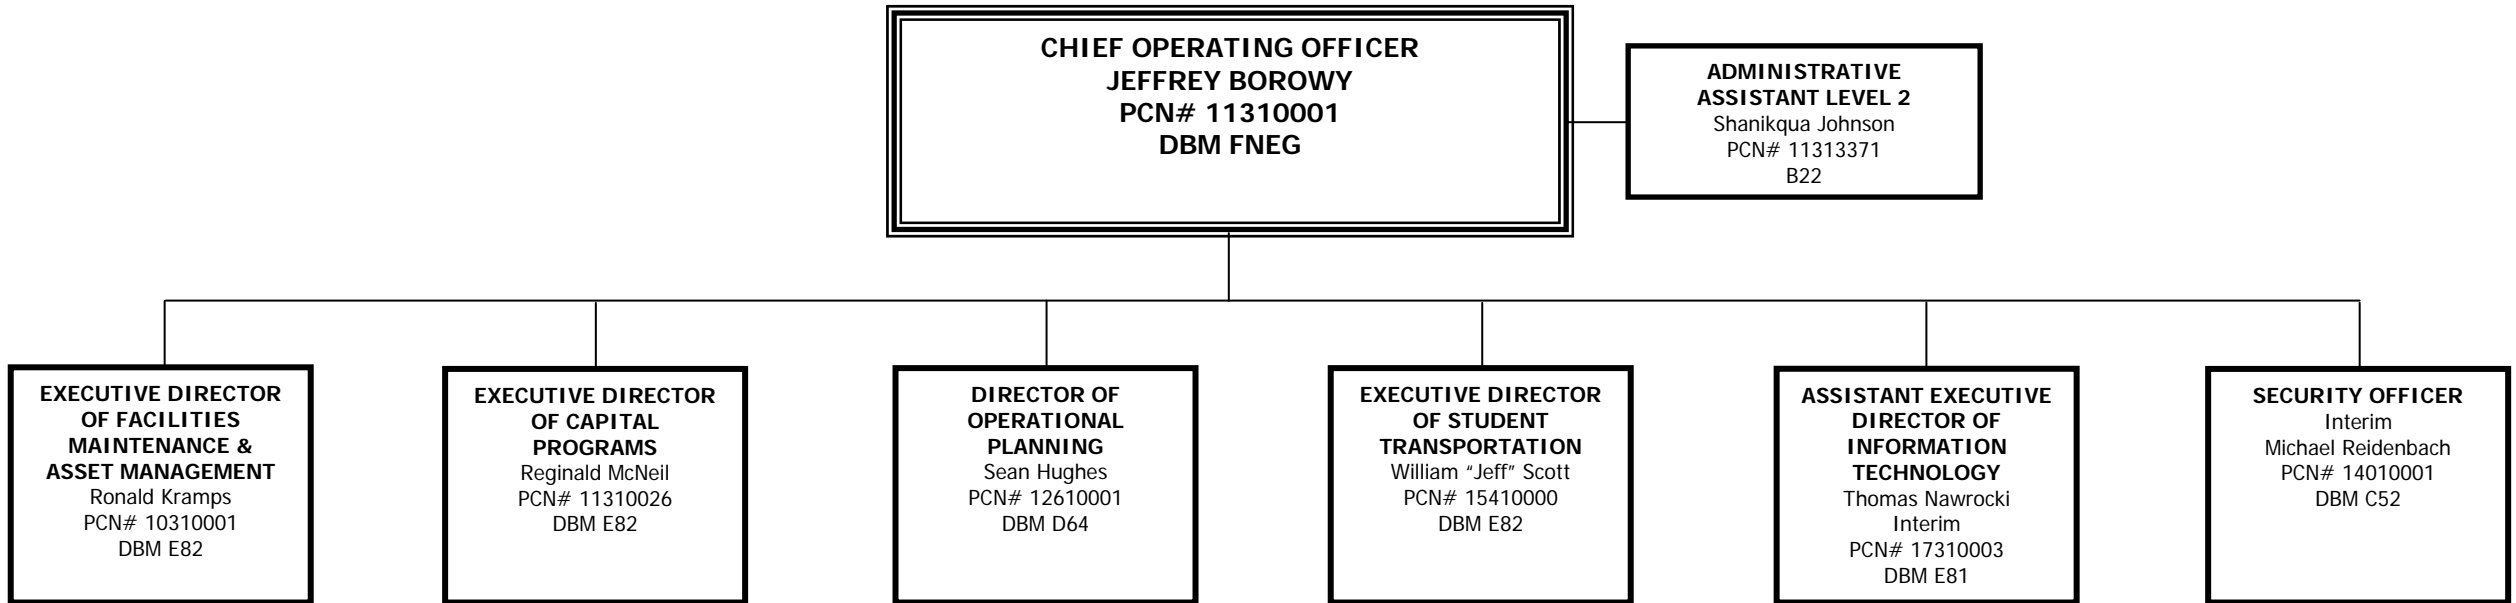 CHIEF OPERATING OFFICER
JEFFREY BOROWY
PCN# 11310001
DBM FNEG
ADMINISTRATIVE
ASSISTANT LEVEL 2
Shanikqua Johnson
PCN# 11313371
B22
EXECUTIVE DIRECTOR
OF FACILITIES
MAINTENANCE &
ASSET MANAGEMENT
Ronald Kramps
PCN# 10310001
DBM E82
EXECUTIVE DIRECTOR
OF CAPITAL
PROGRAMS
Reginald McNeil
PCN# 11310026
DBM E82
DIRECTOR OF
OPERATIONAL
PLANNING
Sean Hughes
PCN# 12610001
DBM D64
EXECUTIVE DIRECTOR
OF STUDENT
TRANSPORTATION
William “Jeff” Scott
PCN# 15410000
DBM E82
ASSISTANT EXECUTIVE
DIRECTOR OF
INFORMATION
TECHNOLOGY
Thomas Nawrocki
Interim
PCN# 17310003
DBM E81
SECURITY OFFICER
Interim
Michael Reidenbach
PCN# 14010001
DBM C52